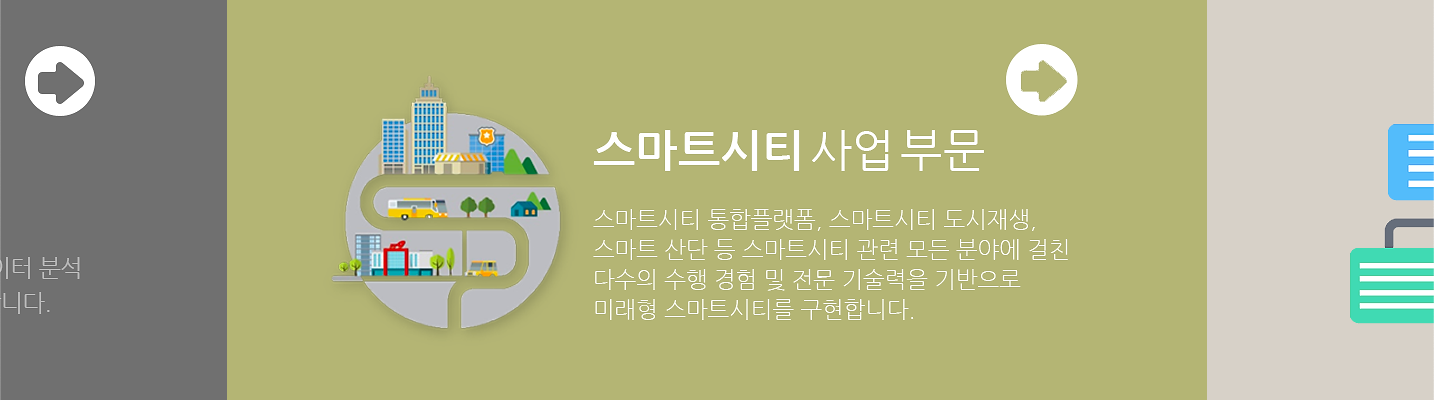 스마트시티 사업 부문
스마트시티 통합플랫폼, 스마트시티 도시재생,
스마트 산단 등 스마트시티 관련 모든 분야에 걸친
다수의 수행 경험 및 전문 기술력을 기반으로
미래형 스마트시티를 구현합니다.
분석
니다.